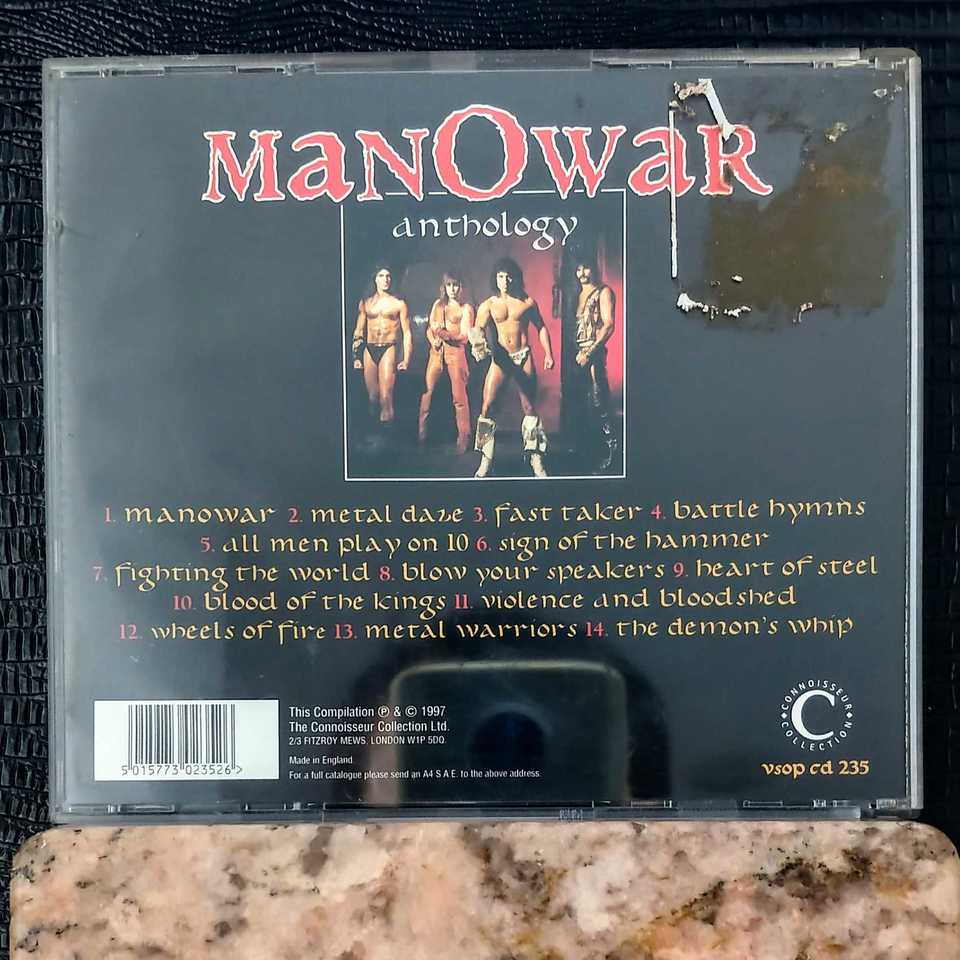 MANOWAR
anthology
1. manowar 2. metal daze 3. fast taker 4. battle hymns
5. all men play on 10 6. sign of the hammer
7. fighting the world 8. blow your speakers 9. heart of steel
10. blood of the kings 11. violence and bloodshed
12. wheels of fire 13. metal warriors 14. the demon's whip
5 015773 023526 >
This Compilation ℗ & © 1997
The Connoisseur Collection Ltd.
2/3 FITZROY MEWS, LONDON W1P 5DQ.
Made in England
For a full catalogue please send an A4 S.A.E. to the above address.
CONNOISSEUR
C
COLLECTION
vsop cd 235